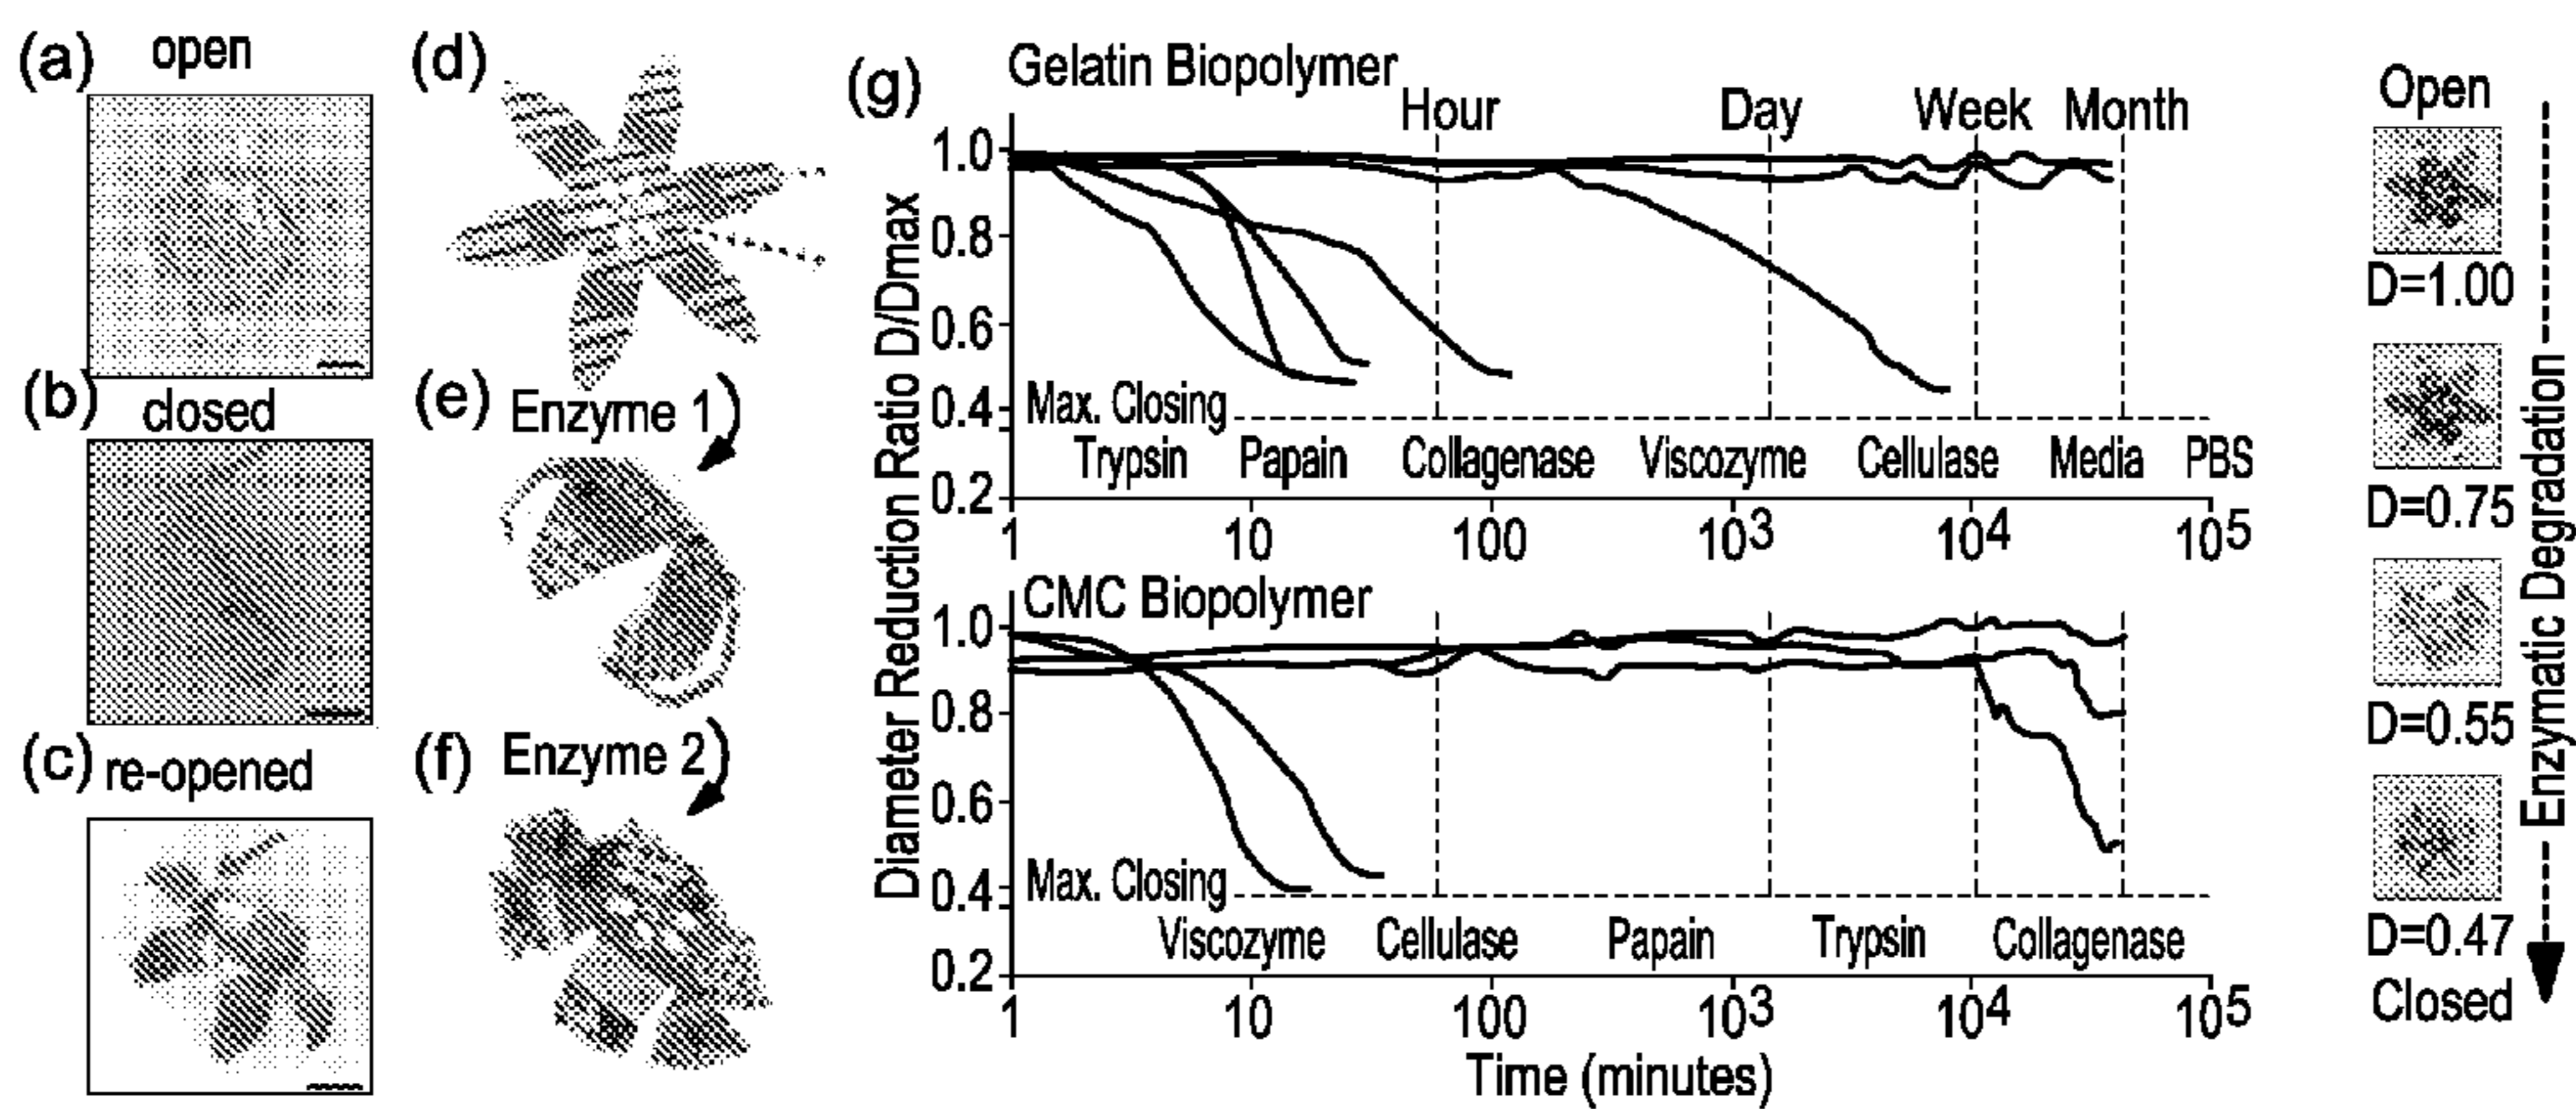 (a) open
(b) closed
(c) re-opened
(d)
(e) Enzyme 1
(f) Enzyme 2
(g) Gelatin Biopolymer
Hour Day Week Month
Diameter Reduction Ratio D/Dmax
1.0
0.8
0.6
0.4
0.2
Max. Closing
Trypsin Papain Collagenase Viscozyme Cellulase Media PBS
1 10 100 10³ 10⁴ 10⁵
CMC Biopolymer
1.0
0.8
0.6
0.4
0.2
Max. Closing
Viscozyme Cellulase Papain Trypsin Collagenase
1 10 100 10³ 10⁴ 10⁵
Time (minutes)
Open
D=1.00
D=0.75
D=0.55
D=0.47
Closed
Enzymatic Degradation